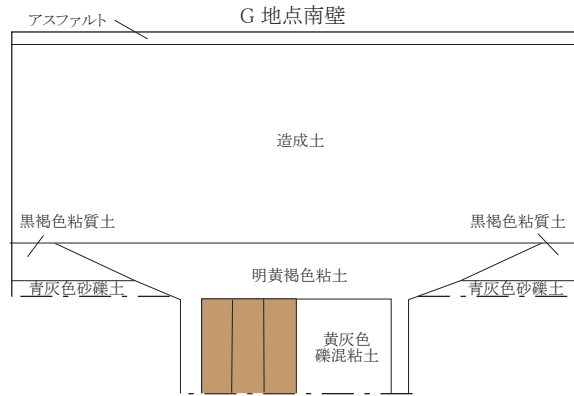 G 地点南壁
アスファルト
造成土
黒褐色粘質土
黒褐色粘質土
明黄褐色粘土
青灰色砂礫土
青灰色砂礫土
黄灰色
礫混粘土